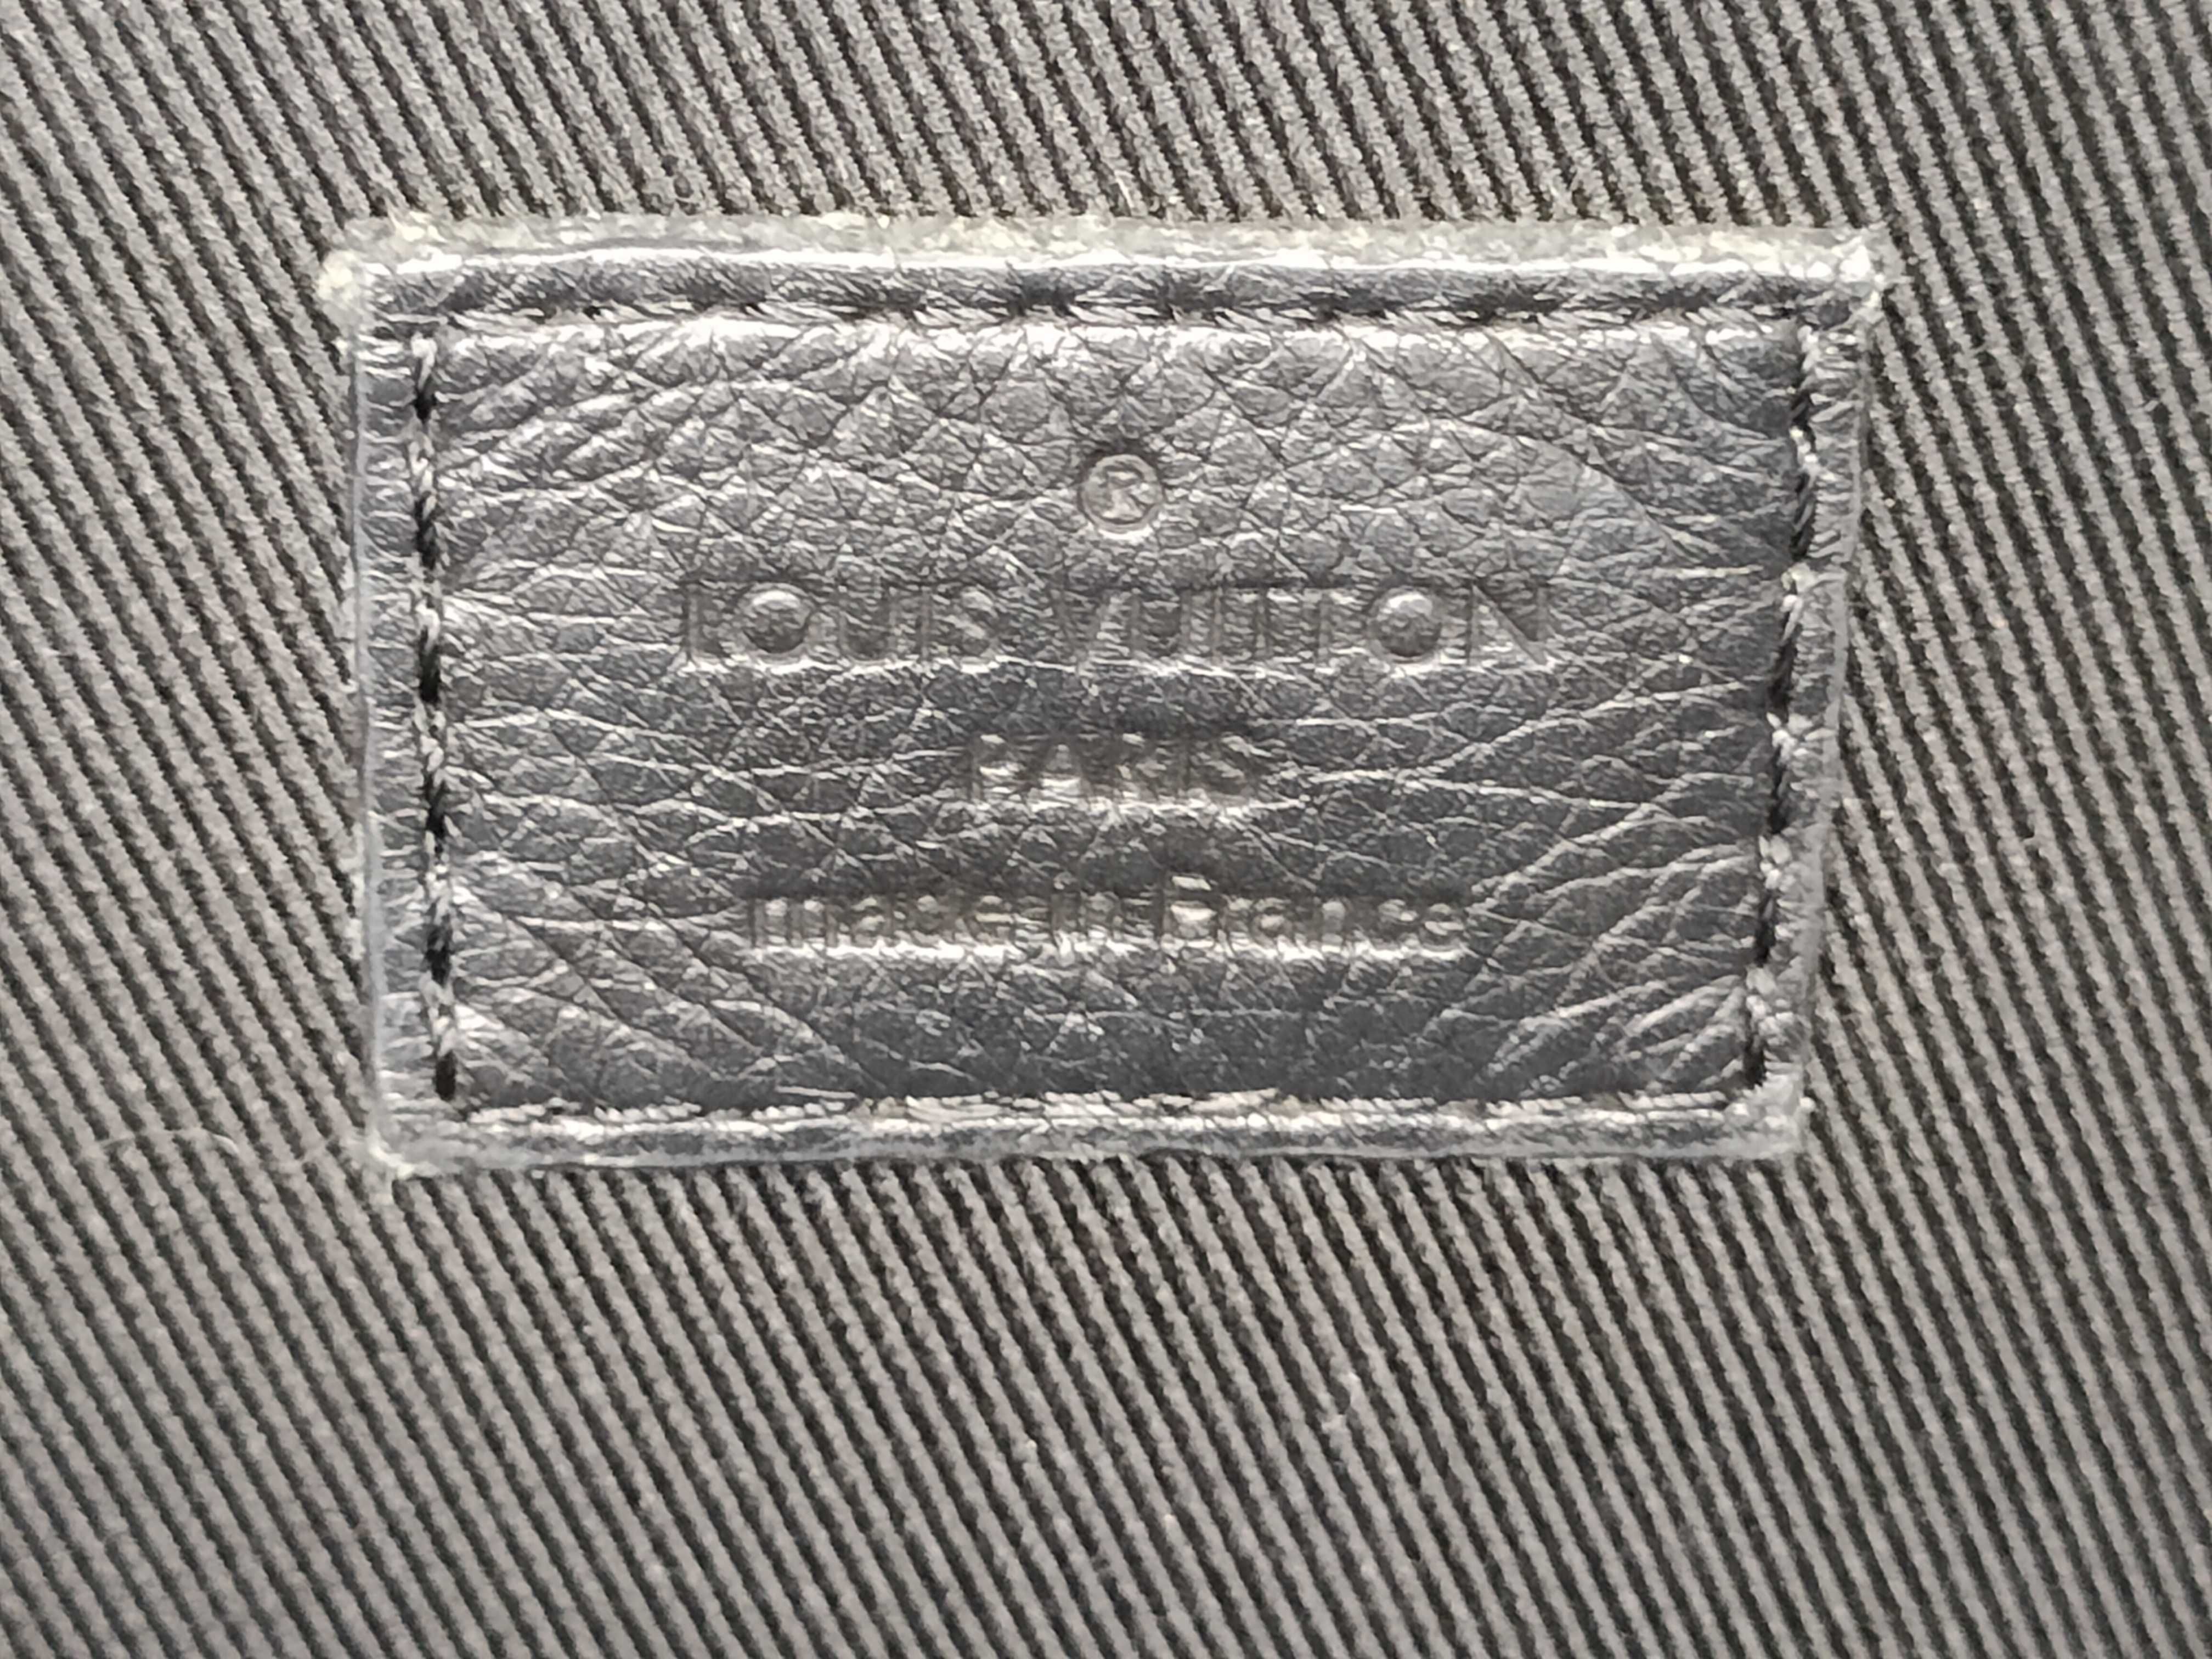 ®
LOUIS VUITTON
PARIS
made in France